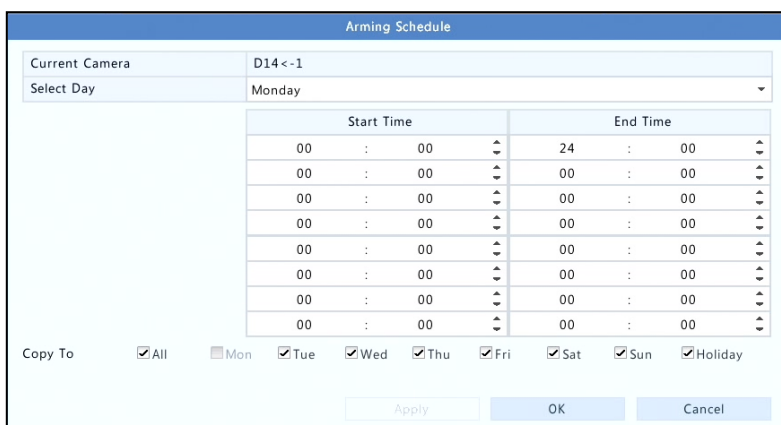 Arming Schedule
Current Camera D14<-1
Select Day Monday
Start Time End Time
00 : 00 24 : 00
00 : 00 00 : 00
00 : 00 00 : 00
00 : 00 00 : 00
00 : 00 00 : 00
00 : 00 00 : 00
00 : 00 00 : 00
00 : 00 00 : 00
Copy To All Mon Tue Wed Thu Fri Sat Sun Holiday
Apply OK Cancel